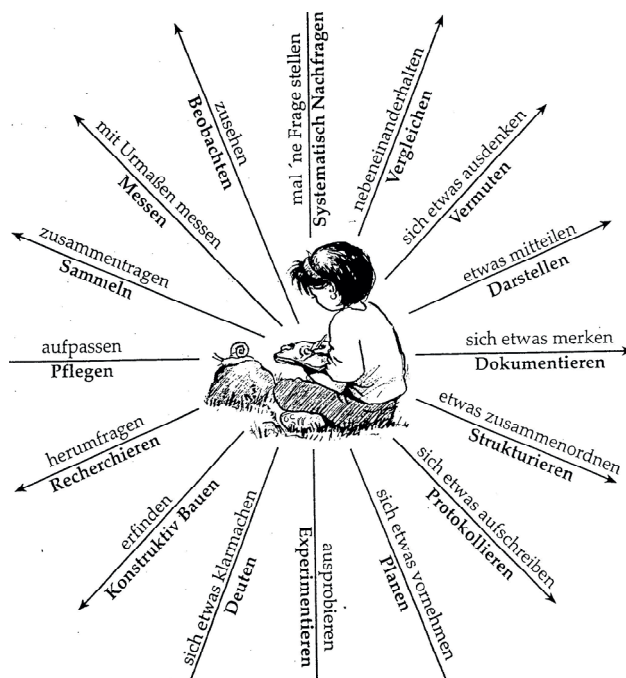 mal ´ne Frage stellen
Systematisch Nachfragen
nebeneinanderhalten
Vergleichen
sich etwas ausdenken
Vermuten
etwas mitteilen
Darstellen
sich etwas merken
Dokumentieren
etwas zusammenordnen
Strukturieren
sich etwas aufschreiben
Protokollieren
sich etwas vornehmen
Planen
ausprobieren
Experimentieren
sich etwas klarmachen
Deuten
erfinden
Konstruktiv Bauen
herumfragen
Recherchieren
aufpassen
Pflegen
zusammentragen
Sammeln
mit Urmaßen messen
Messen
zusehen
Beobachten